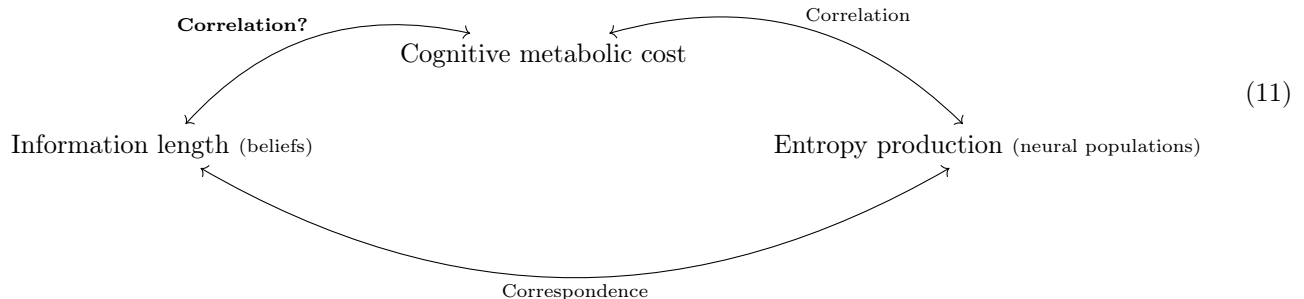 Correlation?
Correlation
Cognitive metabolic cost
(11)
Information length (beliefs)
Entropy production (neural populations)
Correspondence